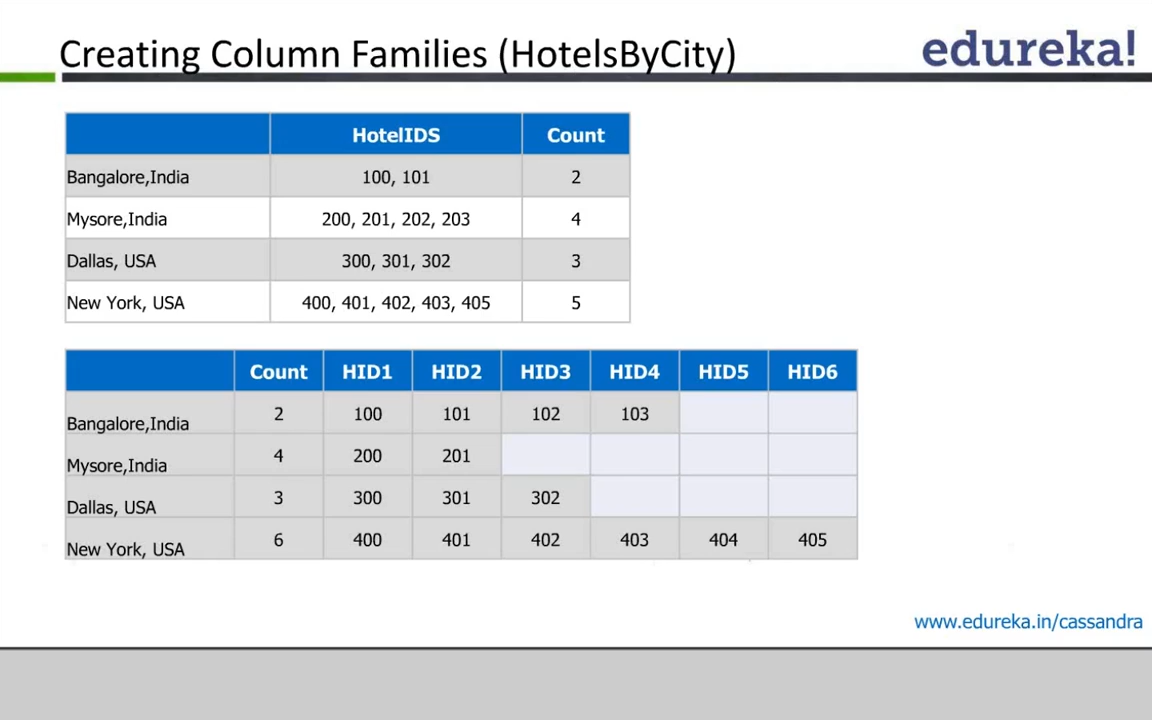 Creating Column Families (HotelsByCity)
edureka!
HotelIDS Count
Bangalore,India 100, 101 2
Mysore,India 200, 201, 202, 203 4
Dallas, USA 300, 301, 302 3
New York, USA 400, 401, 402, 403, 405 5
Count HID1 HID2 HID3 HID4 HID5 HID6
Bangalore,India 2 100 101 102 103
Mysore,India 4 200 201
Dallas, USA 3 300 301 302
New York, USA 6 400 401 402 403 404 405
www.edureka.in/cassandra